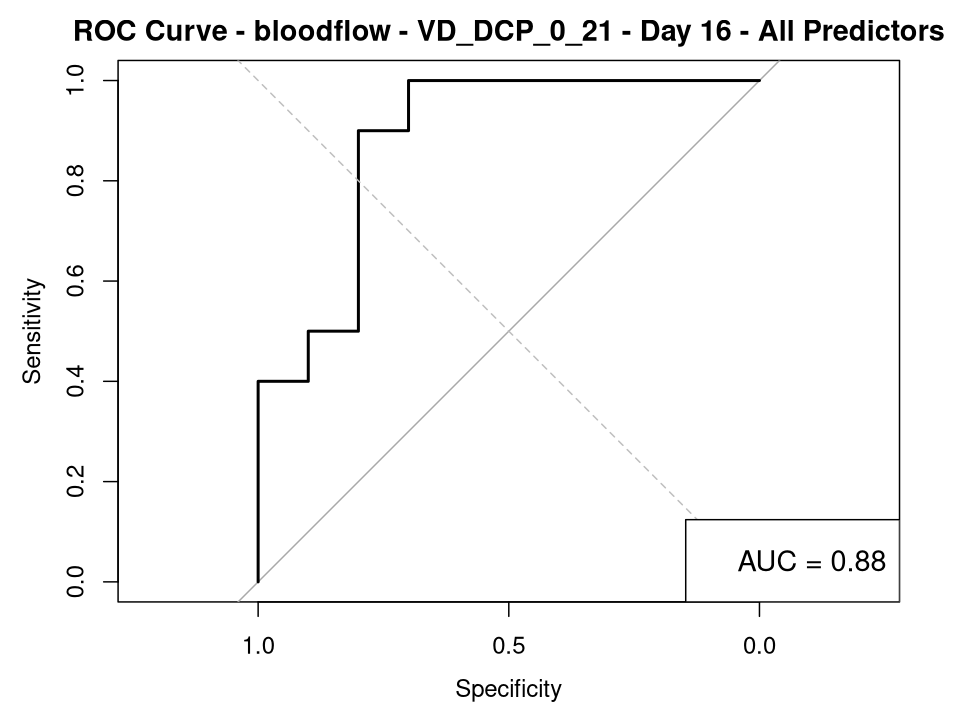 ROC Curve - bloodflow - VD_DCP_0_21 - Day 16 - All Predictors
Sensitivity
1.0
0.8
0.6
0.4
0.2
0.0
AUC = 0.88
1.0 0.5 0.0
Specificity